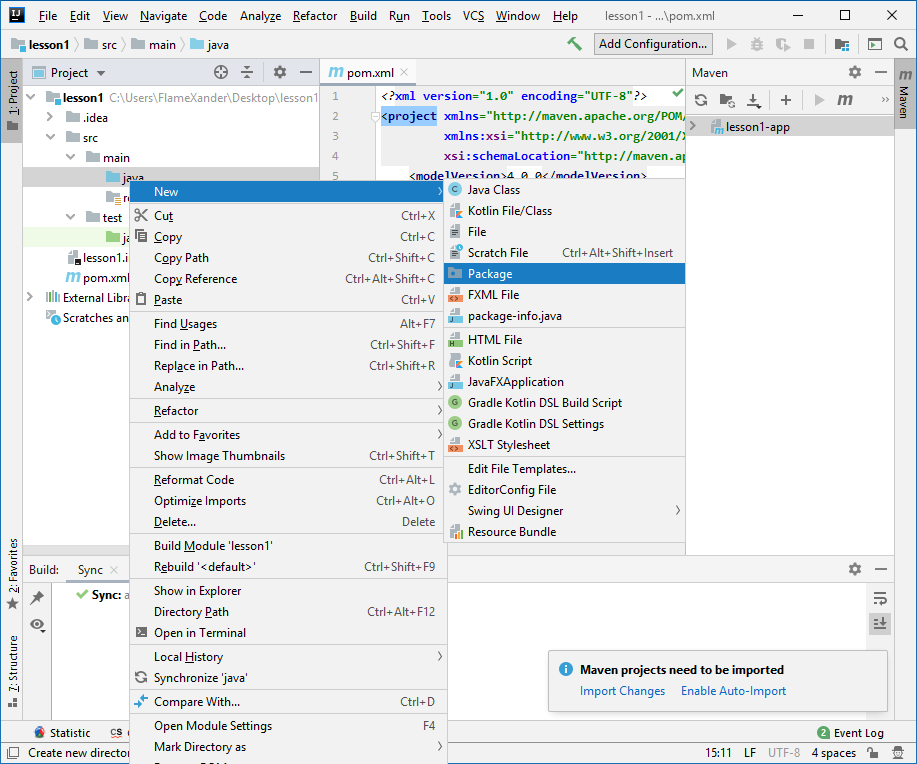 File Edit View Navigate Code Analyze Refactor Build Run Tools VCS Window Help lesson1 - ...\pom.xml
lesson1 src main java Add Configuration...
1: Project
Project
pom.xml
Maven
lesson1 C:\Users\FlameXander\Desktop\lesson1
.idea
src
main
java
test
lesson1.i
pom.xml
External Libra
Scratches an
1 <?xml version="1.0" encoding="UTF-8"?>
2 <project xmlns="http://maven.apache.org/POM/
3 xmlns:xsi="http://www.w3.org/2001/X
4 xsi:schemaLocation="http://maven.ap
5 <modelVersion>4.0.0</modelVersion>
m
lesson1-app
Maven
New
Cut Ctrl+X
Copy Ctrl+C
Copy Path Ctrl+Shift+C
Copy Reference Ctrl+Alt+Shift+C
Paste Ctrl+V
Find Usages Alt+F7
Find in Path... Ctrl+Shift+F
Replace in Path... Ctrl+Shift+R
Analyze
Refactor
Add to Favorites
Show Image Thumbnails Ctrl+Shift+T
Reformat Code Ctrl+Alt+L
Optimize Imports Ctrl+Alt+O
Delete... Delete
Build Module 'lesson1'
Rebuild '<default>' Ctrl+Shift+F9
Show in Explorer
Directory Path Ctrl+Alt+F12
Open in Terminal
Local History
Synchronize 'java'
Compare With... Ctrl+D
Open Module Settings F4
Mark Directory as
Java Class
Kotlin File/Class
File
Scratch File Ctrl+Alt+Shift+Insert
Package
FXML File
package-info.java
HTML File
Kotlin Script
JavaFXApplication
Gradle Kotlin DSL Build Script
Gradle Kotlin DSL Settings
XSLT Stylesheet
Edit File Templates...
EditorConfig File
Swing UI Designer
Resource Bundle
2: Favorites
7: Structure
Build: Sync
Sync: a
Maven projects need to be imported
Import Changes Enable Auto-Import
Statistic
2 Event Log
Create new director
15:11 LF UTF-8 4 spaces